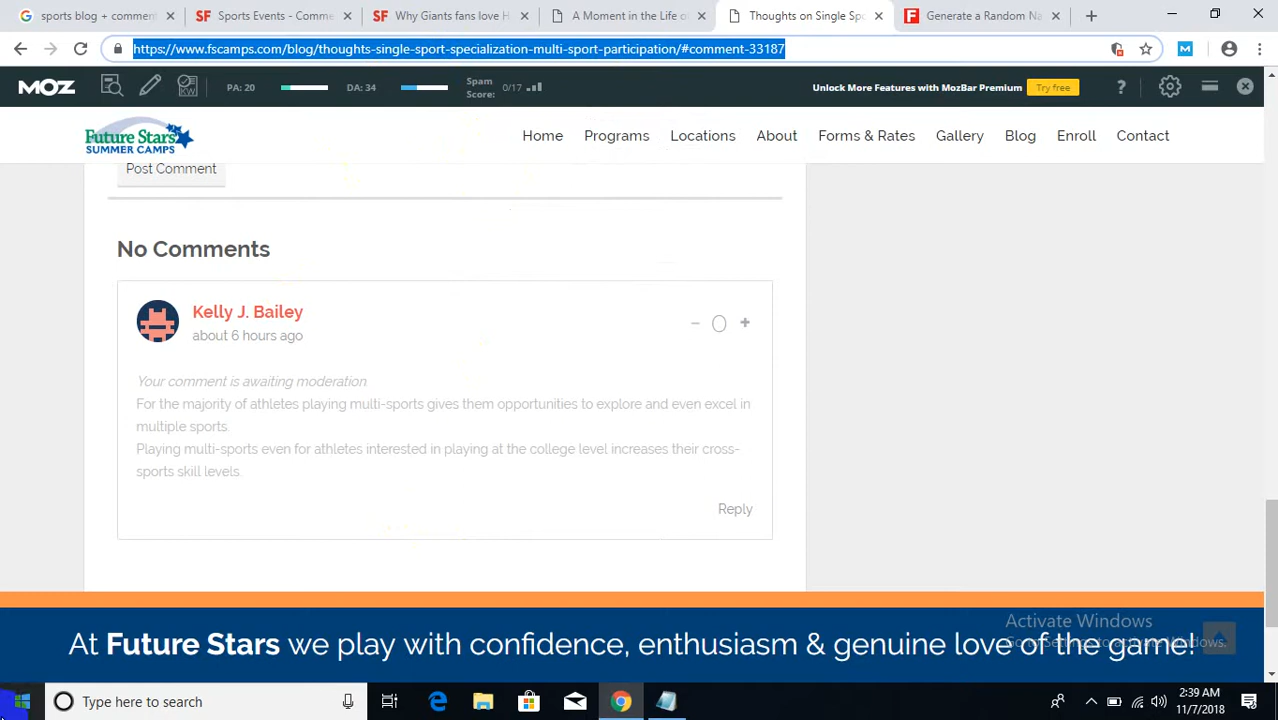 sports blog + comment
Sports Events - Comme
Why Giants fans love H
A Moment in the Life o
Thoughts on Single Sp
Generate a Random Na
https://www.fscamps.com/blog/thoughts-single-sport-specialization-multi-sport-participation/#comment-33187
MOZ
PA: 20
DA: 34
Spam
Score:
0/17
Unlock More Features with MozBar Premium
Try free
Future Stars
SUMMER CAMPS
Home Programs Locations About Forms & Rates Gallery Blog Enroll Contact
Post Comment
No Comments
Kelly J. Bailey
about 6 hours ago
− 0 +
Your comment is awaiting moderation
For the majority of athletes playing multi-sports gives them opportunities to explore and even excel in
multiple sports.
Playing multi-sports even for athletes interested in playing at the college level increases their cross-
sports skill levels.
Reply
At Future Stars we play with confidence, enthusiasm & genuine love of the game!
Activate Windows
Go to Settings to activate Windows.
Type here to search
2:39 AM
11/7/2018